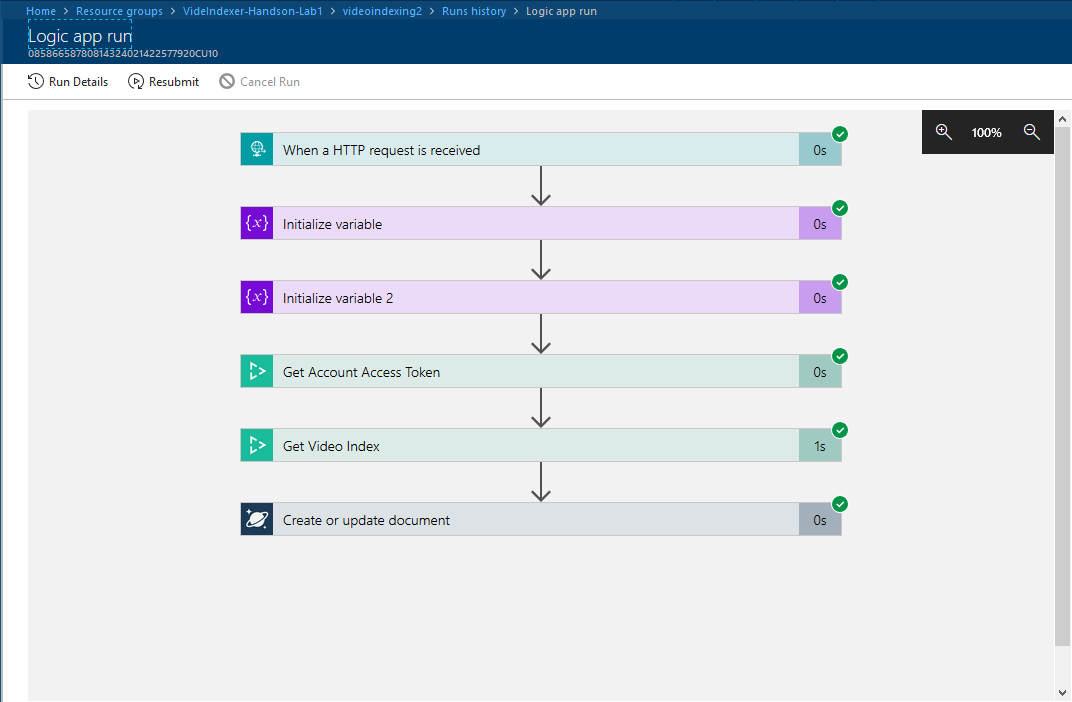 Home > Resource groups > VideIndexer-Handson-Lab1 > videoindexing2 > Runs history > Logic app run
Logic app run
08586658780814324021422577920CU10
Run Details Resubmit Cancel Run
100%
When a HTTP request is received 0s
{x} Initialize variable 0s
{x} Initialize variable 2 0s
Get Account Access Token 0s
Get Video Index 1s
Create or update document 0s